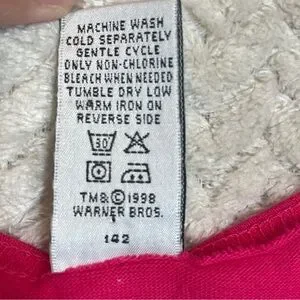 MACHINE WASH
COLD SEPARATELY
GENTLE CYCLE
ONLY NON-CHLORINE
BLEACH WHEN NEEDED
TUMBLE DRY LOW
WARM IRON ON
REVERSE SIDE
30
TM&©1998
WARNER BROS.
142